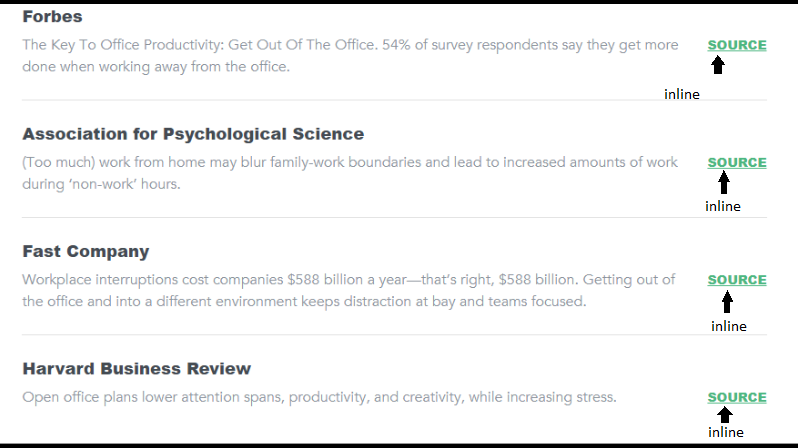 Forbes
The Key To Office Productivity: Get Out Of The Office. 54% of survey respondents say they get more SOURCE
done when working away from the office.
inline
Association for Psychological Science
(Too much) work from home may blur family-work boundaries and lead to increased amounts of work SOURCE
during ‘non-work’ hours.
inline
Fast Company
Workplace interruptions cost companies $588 billion a year—that’s right, $588 billion. Getting out of SOURCE
the office and into a different environment keeps distraction at bay and teams focused.
inline
Harvard Business Review
Open office plans lower attention spans, productivity, and creativity, while increasing stress. SOURCE
inline